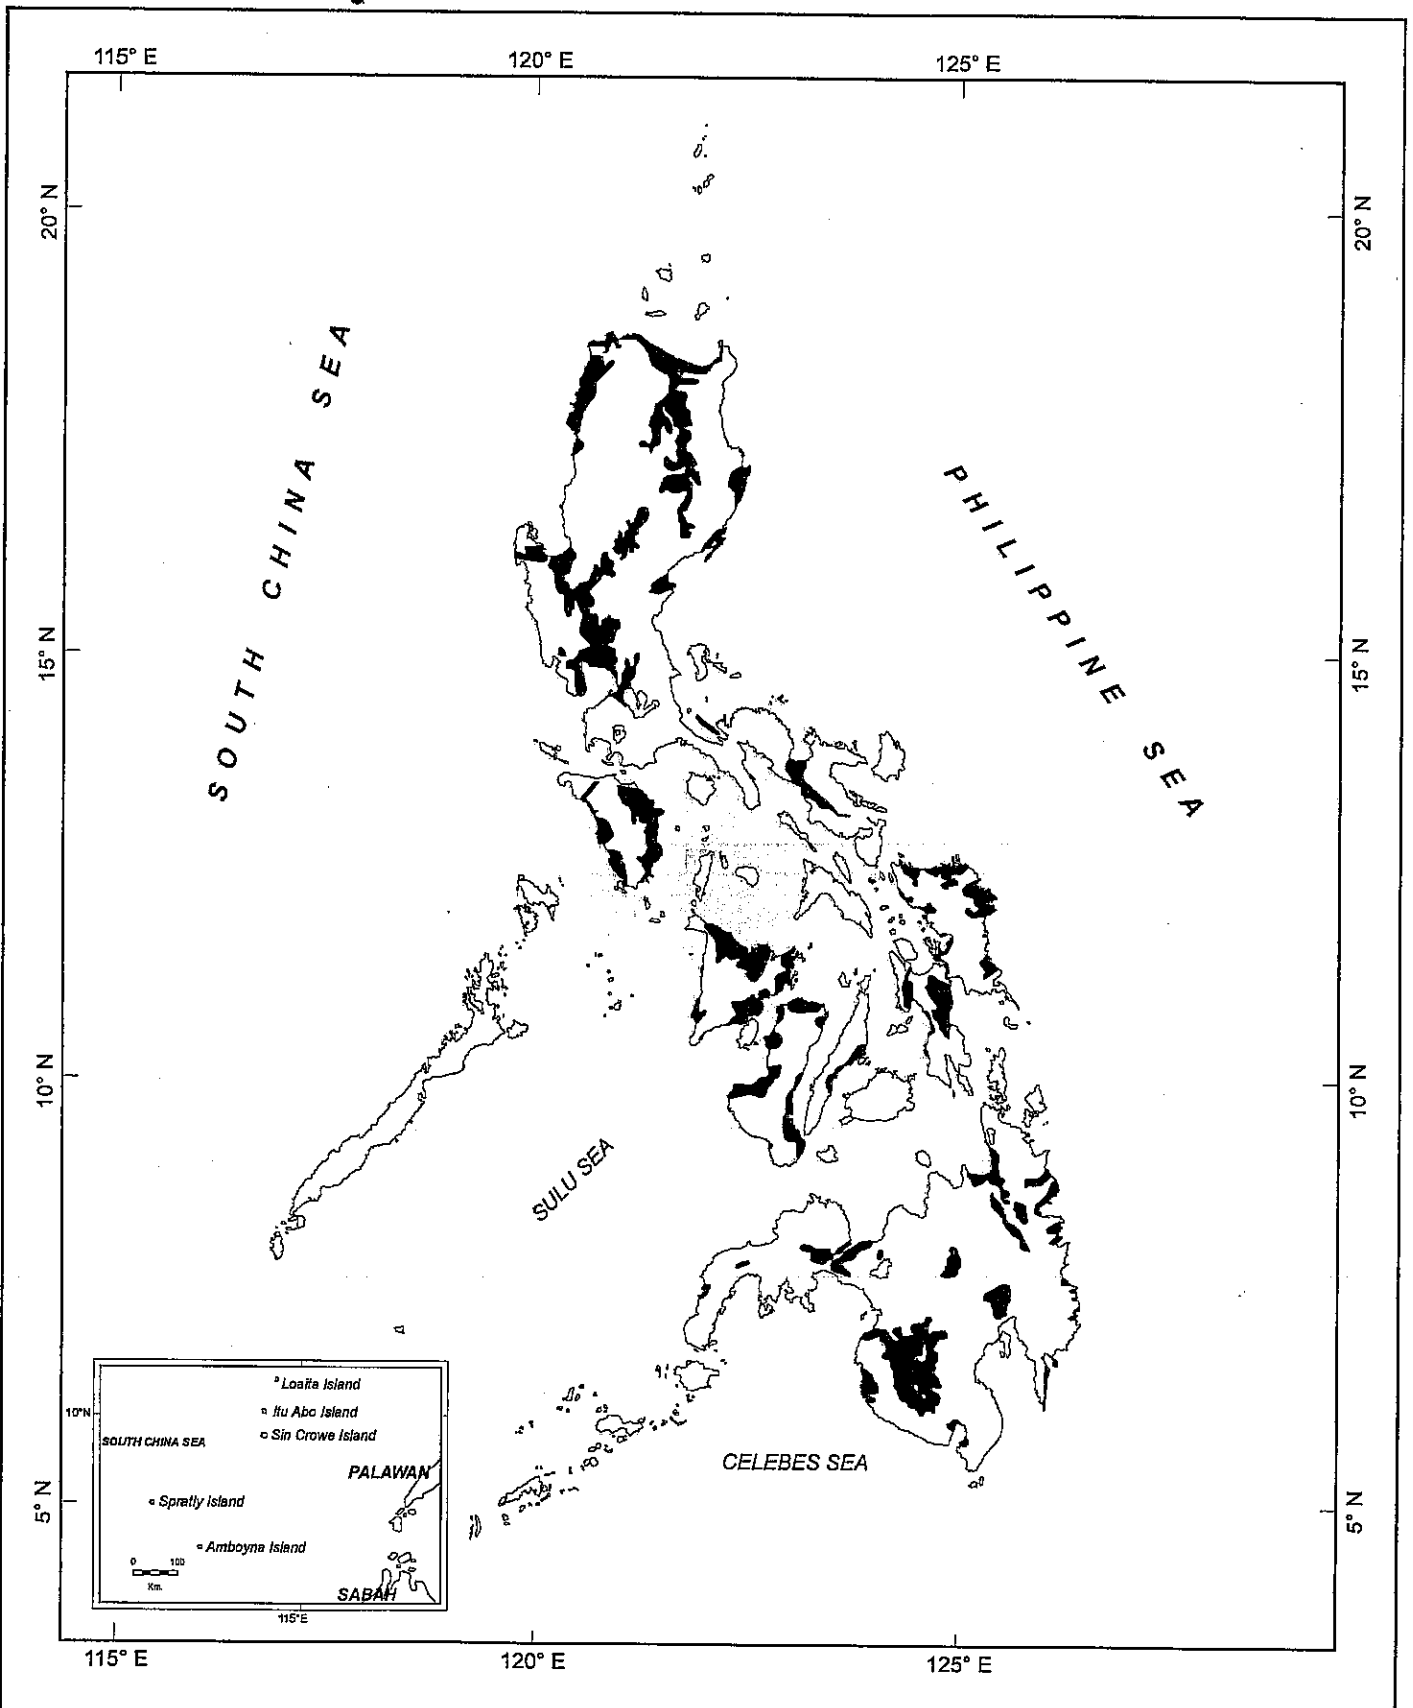 115° E 120° E 125° E
20° N 20° N
SOUTH CHINA SEA
PHILIPPINE SEA
15° N 15° N
10° N 10° N
SULU SEA
CELEBES SEA
5° N 5° N
Loaita Island
10°N Itu Abo Island
Sin Crowe Island
SOUTH CHINA SEA
PALAWAN
Spratly Island
Amboyna Island
0 100
Km.
SABAH
115°E
115° E 120° E 125° E